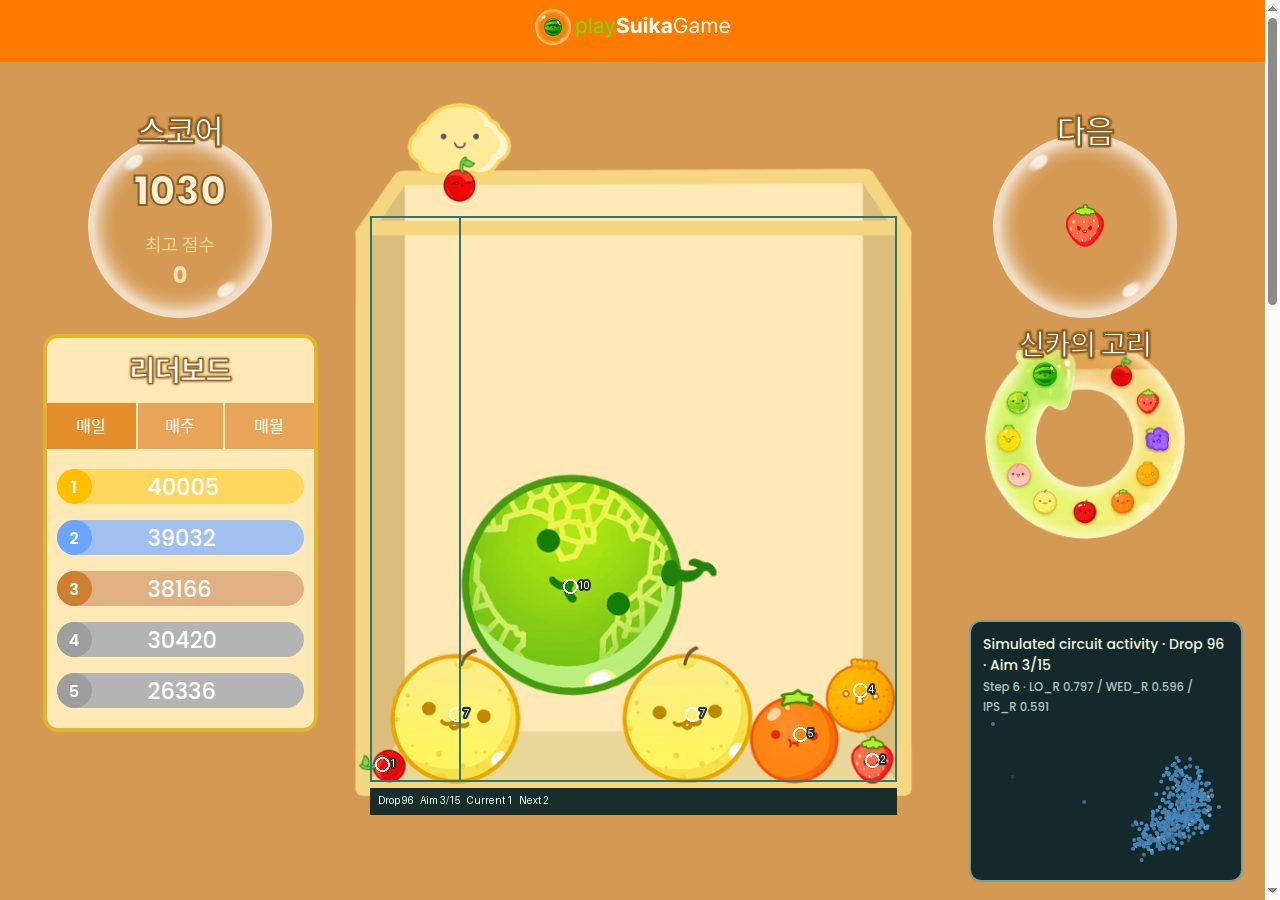 playSuikaGame
스코어
1030
최고 점수
0
다음
신카의 고리
리더보드
매일 매주 매월
1 40005
2 39032
3 38166
4 30420
5 26336
10
7
7
4
5
1
2
Drop 96 Aim 3/15 Current 1 Next 2
Simulated circuit activity · Drop 96
· Aim 3/15
Step 6 · LO_R 0.797 / WED_R 0.596 /
IPS_R 0.591